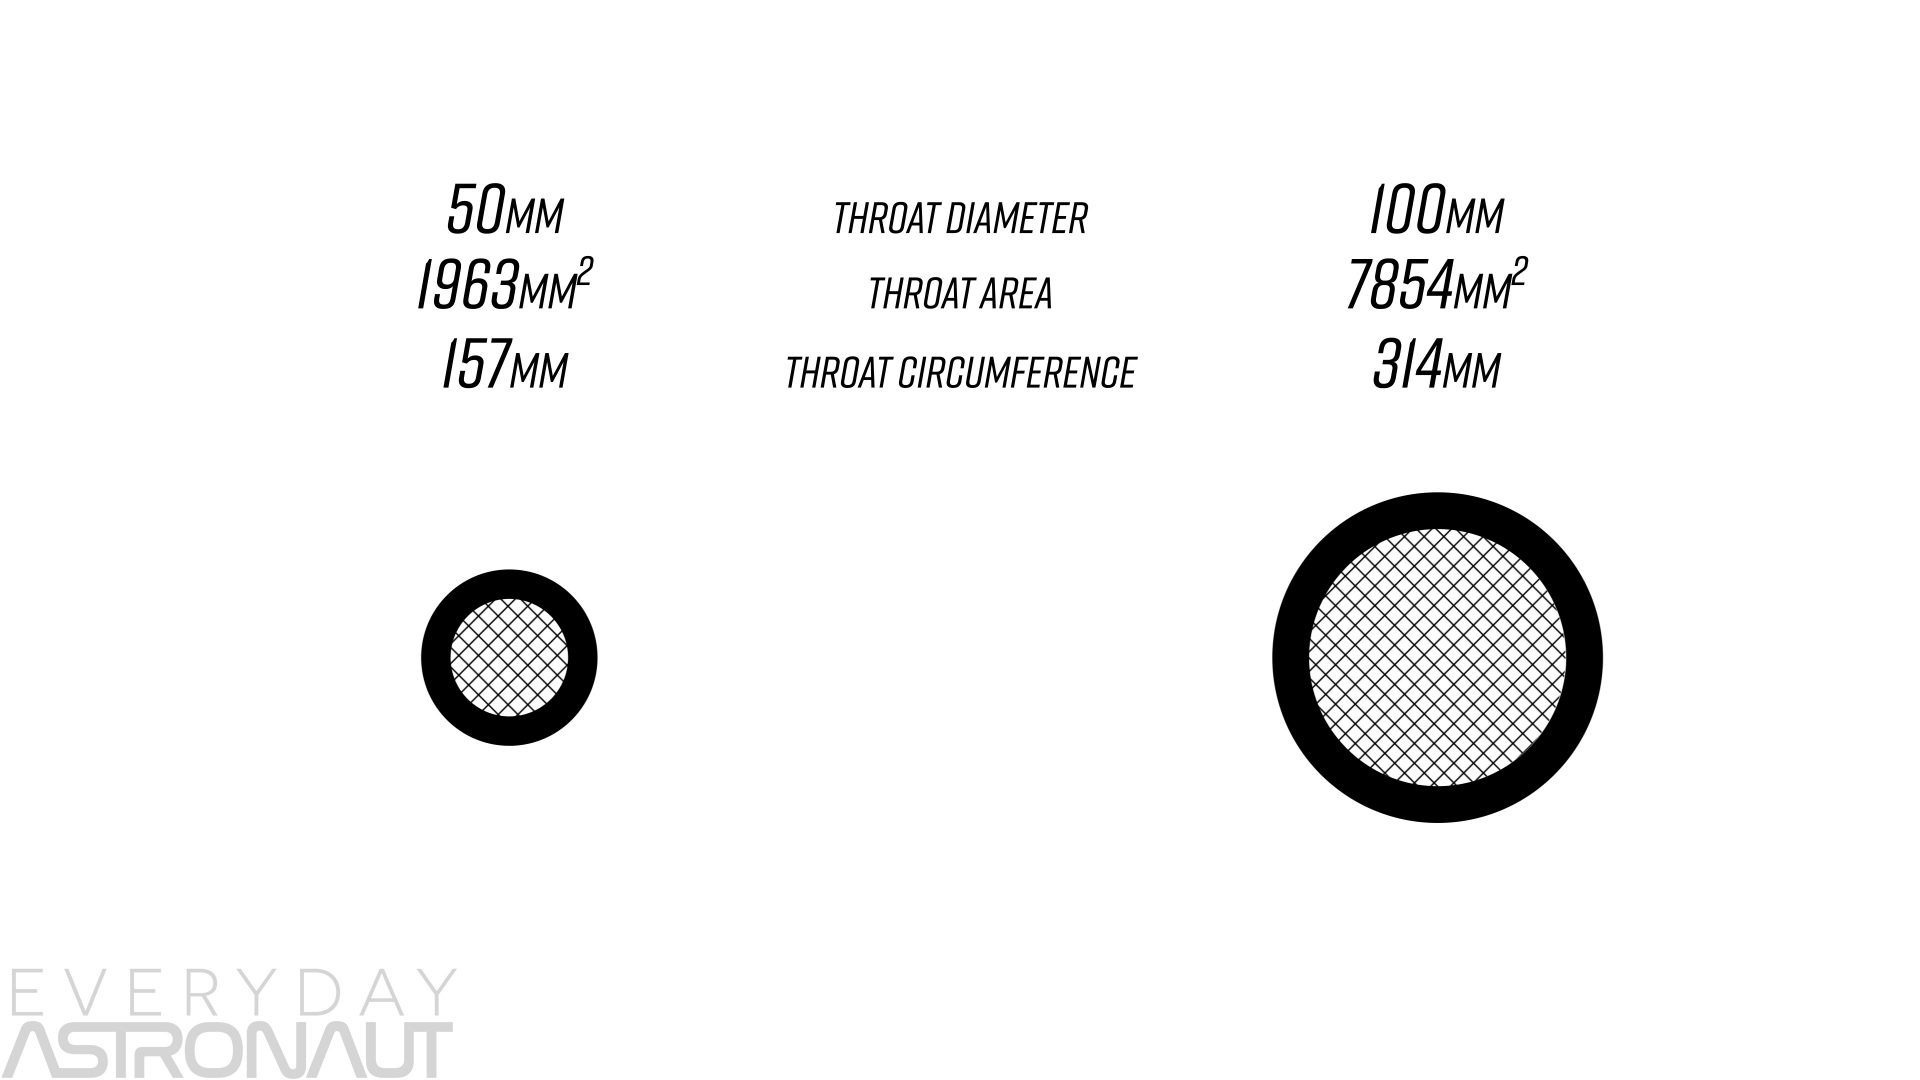 50MM THROAT DIAMETER 100MM
1963MM² THROAT AREA 7854MM²
157MM THROAT CIRCUMFERENCE 314MM
EVERYDAY
ASTRONAUT